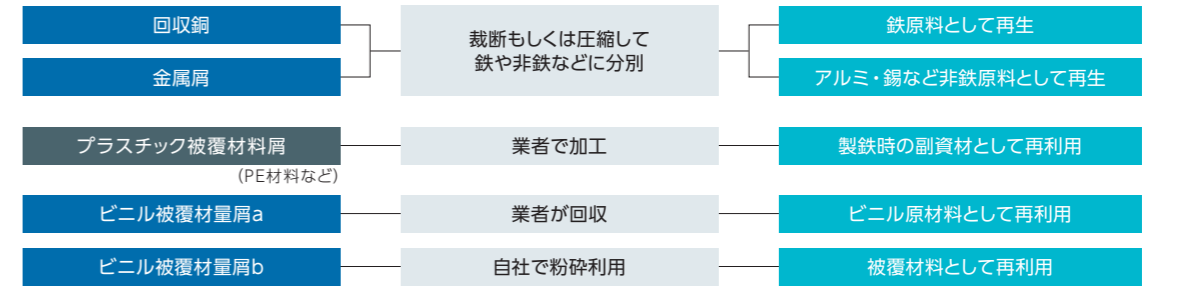 回収銅
金属屑
裁断もしくは圧縮して
鉄や非鉄などに分別
鉄原料として再生
アルミ・錫など非鉄原料として再生
プラスチック被覆材料屑
(PE材料など)
業者で加工
製鉄時の副資材として再利用
ビニル被覆材量屑a
業者が回収
ビニル原材料として再利用
ビニル被覆材量屑b
自社で粉砕利用
被覆材料として再利用